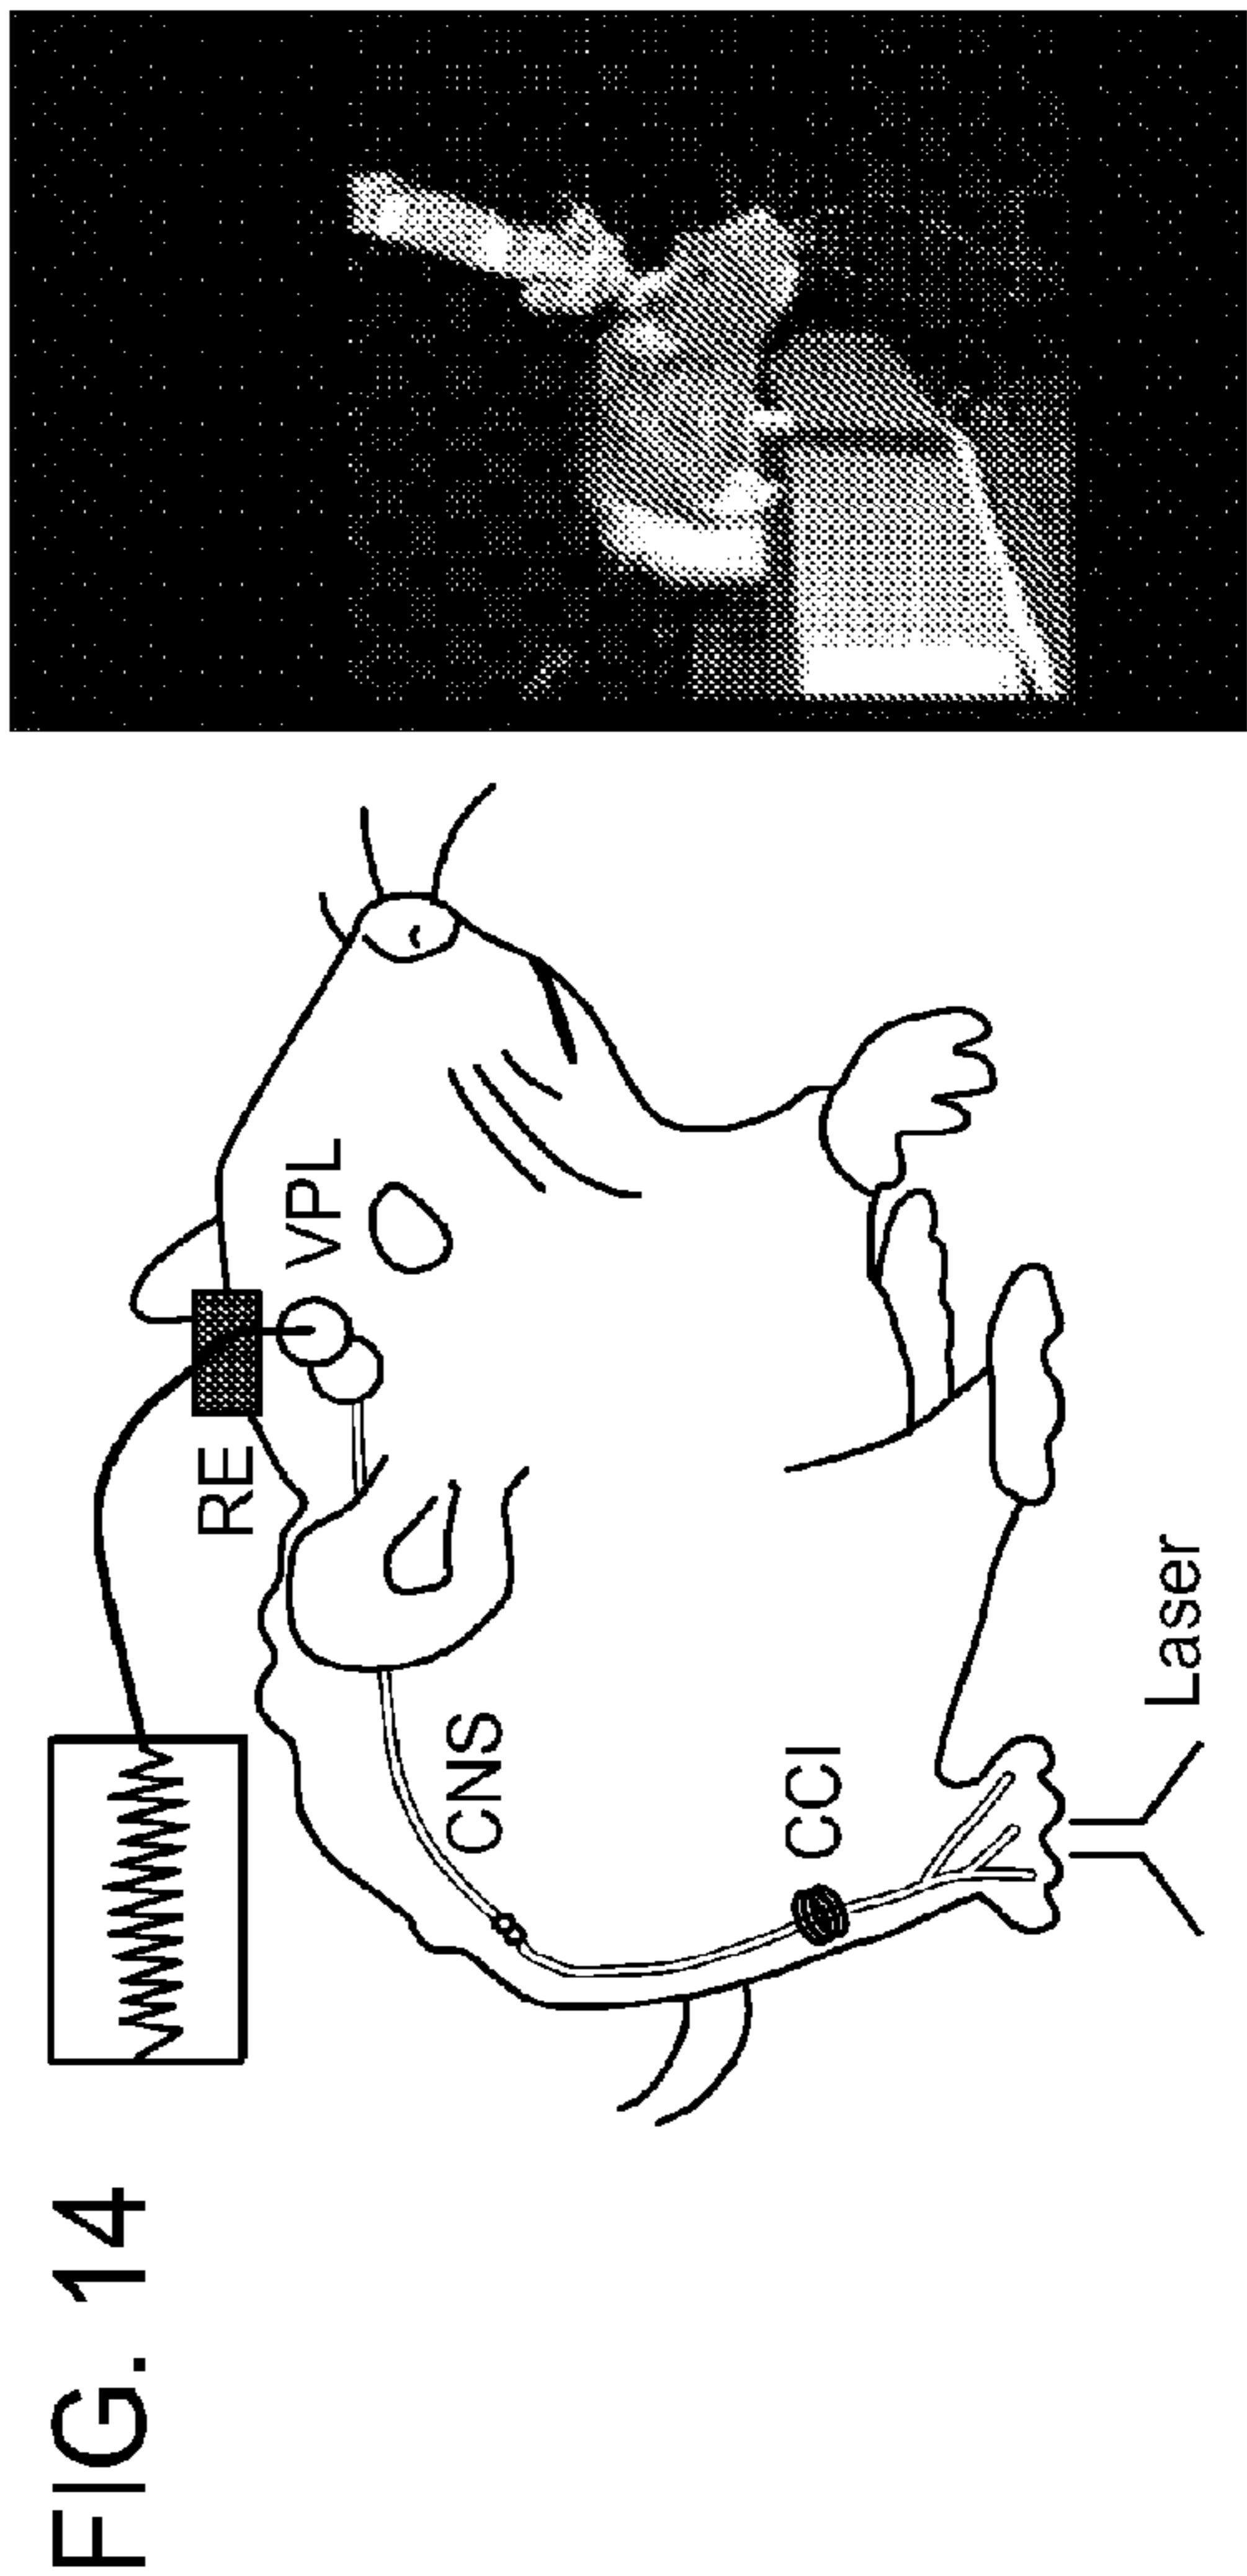 FIG. 14
RE
VPL
CNS
CCI
Laser